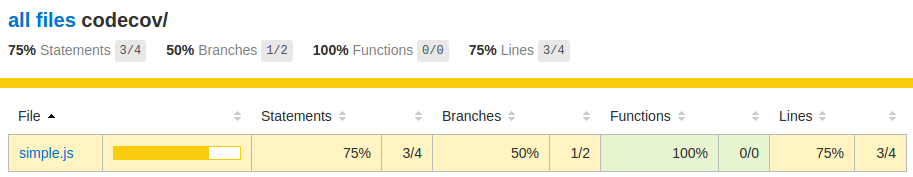 all files codecov/
75% Statements 3/4 50% Branches 1/2 100% Functions 0/0 75% Lines 3/4
File Statements Branches Functions Lines
simple.js 75% 3/4 50% 1/2 100% 0/0 75% 3/4